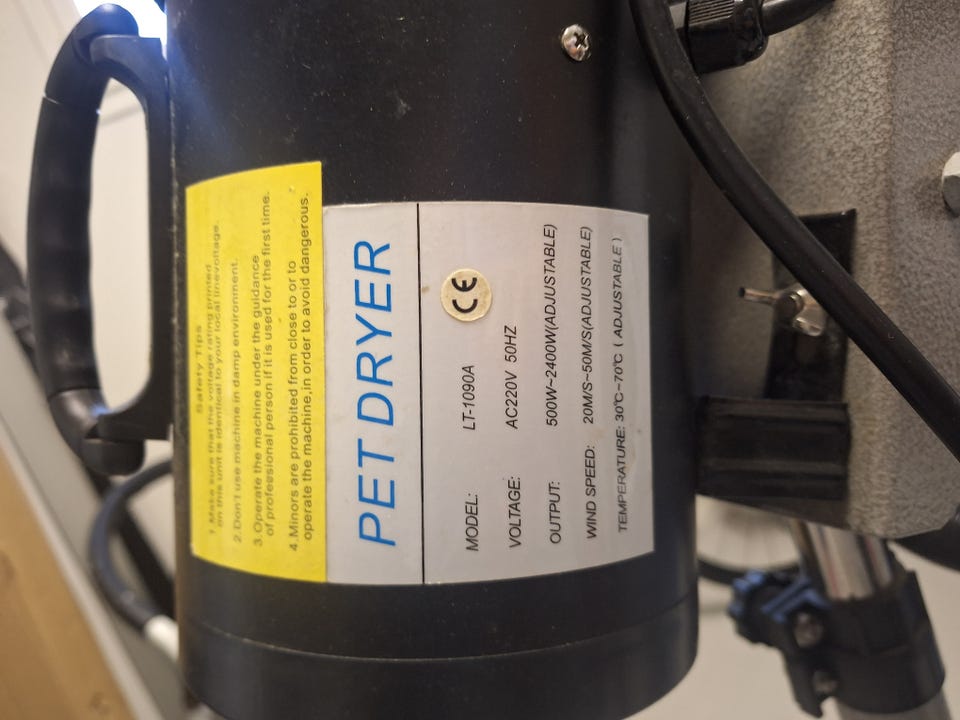 Safety Tips
1.Make sure that the voltage rating printed
on this unit is identical to your local linevoltage.
2.Don't use machine in damp environment.
3.Operate the machine under the guidance
of professional person if it is used for the first time.
4.Minors are prohibited from close to or to
operate the machine,in order to avoid dangerous.
PET DRYER
CE
MODEL: LT-1090A
VOLTAGE: AC220V 50HZ
OUTPUT: 500W~2400W(ADJUSTABLE)
WIND SPEED: 20M/S~50M/S(ADJUSTABLE)
TEMPERATURE: 30℃~70℃ ( ADJUSTABLE )